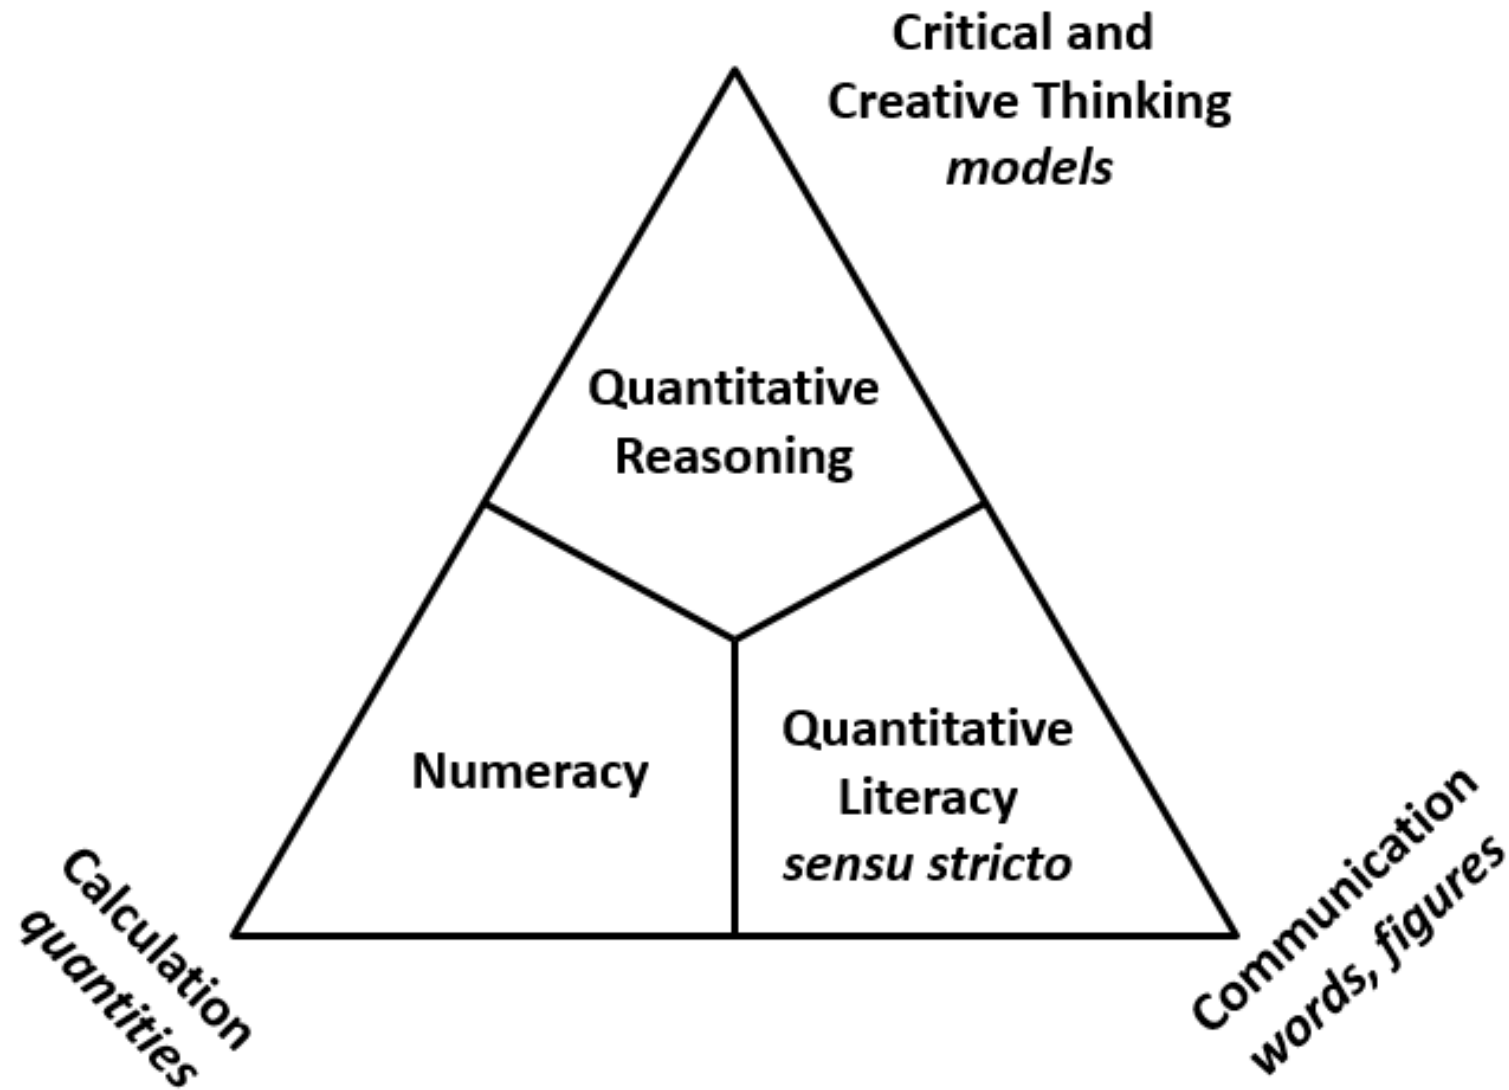 Critical and
Creative Thinking
models
Quantitative
Reasoning
Numeracy
Quantitative
Literacy
sensu stricto
Calculation
quantities
Communication
words, figures